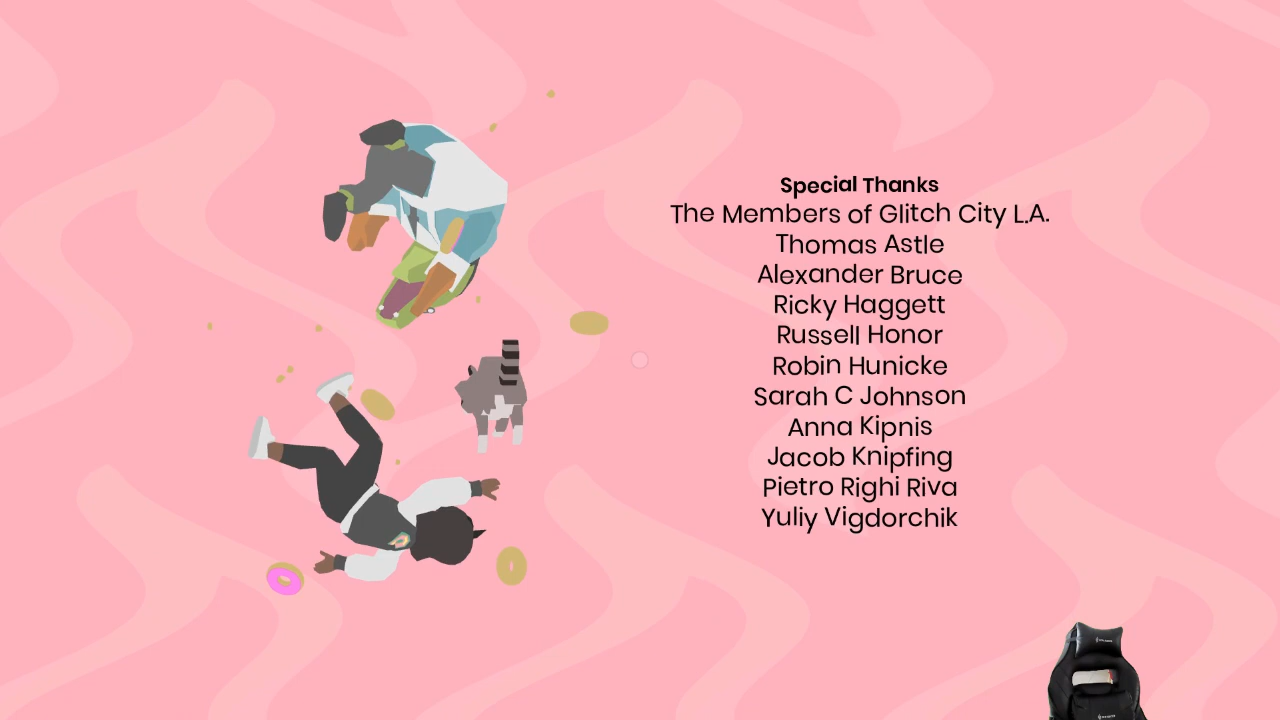 Special Thanks
The Members of Glitch City L.A.
Thomas Astle
Alexander Bruce
Ricky Haggett
Russell Honor
Robin Hunicke
Sarah C Johnson
Anna Kipnis
Jacob Knipfing
Pietro Righi Riva
Yuliy Vigdorchik